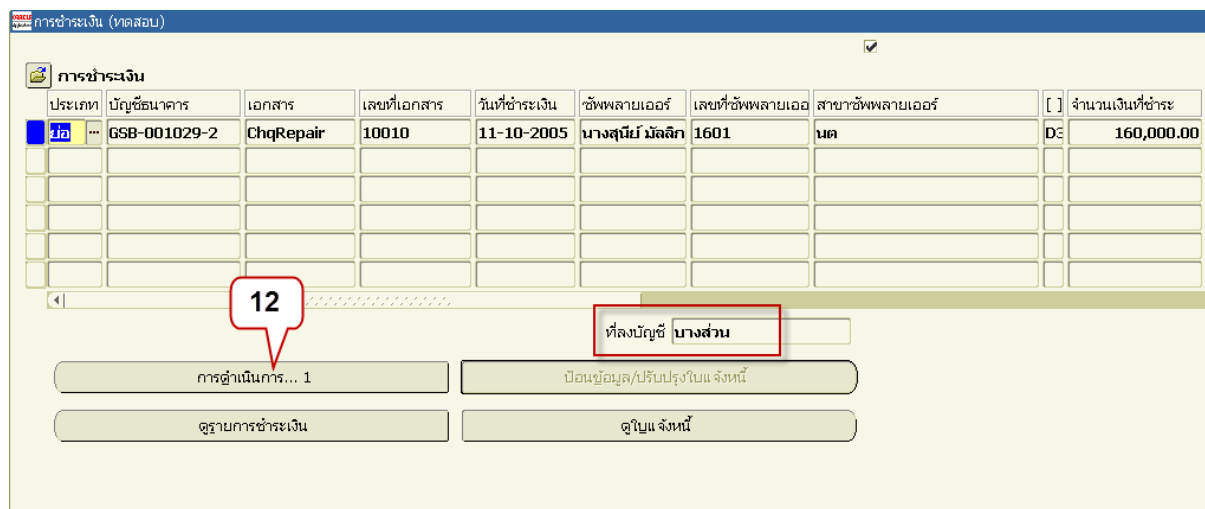 ORACLE การชำระเงิน (ทดสอบ)
การชำระเงิน
ประเภท บัญชีธนาคาร เอกสาร เลขที่เอกสาร วันที่ชำระเงิน ซัพพลายเออร์ เลขที่ซัพพลายเออ สาขาซัพพลายเออร์ [ ] จำนวนเงินที่ชำระ
ย่อ ... GSB-001029-2 ChqRepair 10010 11-10-2005 นางสุนีย์ มัลลิก 1601 นต 160,000.00
12
ที่ลงบัญชี บางส่วน
การดำเนินการ... 1 ป้อนข้อมูล/ปรับปรุงใบแจ้งหนี้
ดูรายการชำระเงิน ดูใบแจ้งหนี้